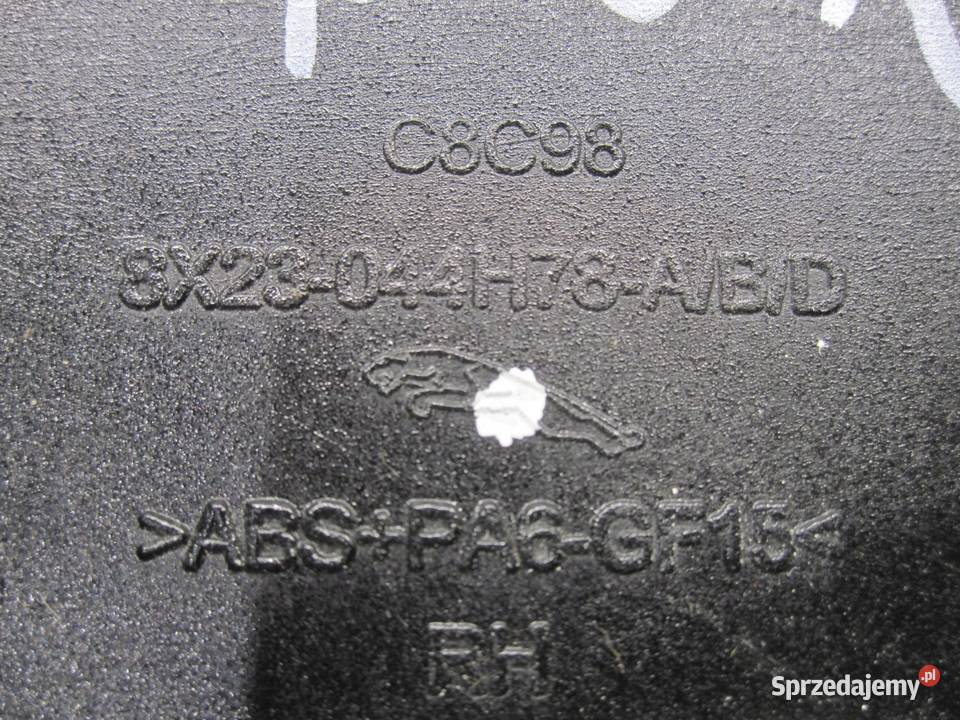 C8C98
8X23-044H78-A/B/D
>ABS+PA6-GF15<
RH
Sprzedajemy.pl